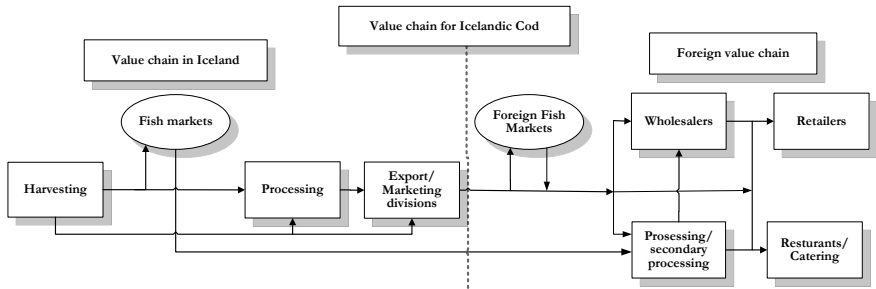 Value chain for Icelandic Cod
Value chain in Iceland
Foreign value chain
Fish markets
Foreign Fish
Markets
Wholesalers
Retailers
Harvesting
Processing
Export/
Marketing
divisions
Prosessing/
secondary
processing
Resturants/
Catering